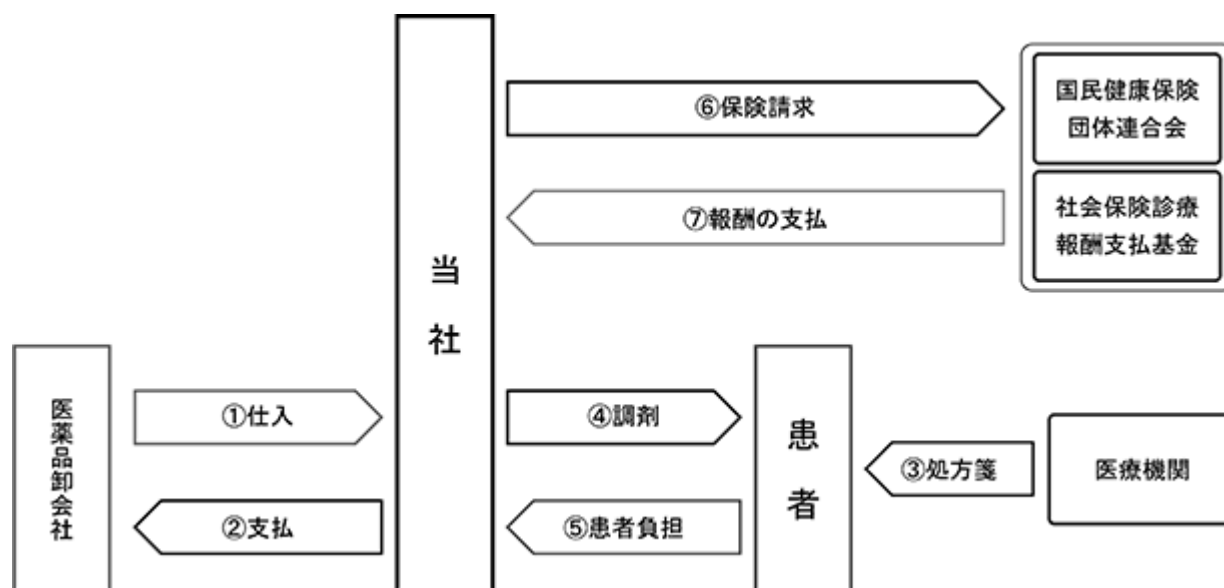 ⑥保険請求
国民健康保険
団体連合会
⑦報酬の支払
社会保険診療
報酬支払基金
当社
医薬品卸会社
①仕入
②支払
④調剤
⑤患者負担
患者
③処方箋
医療機関